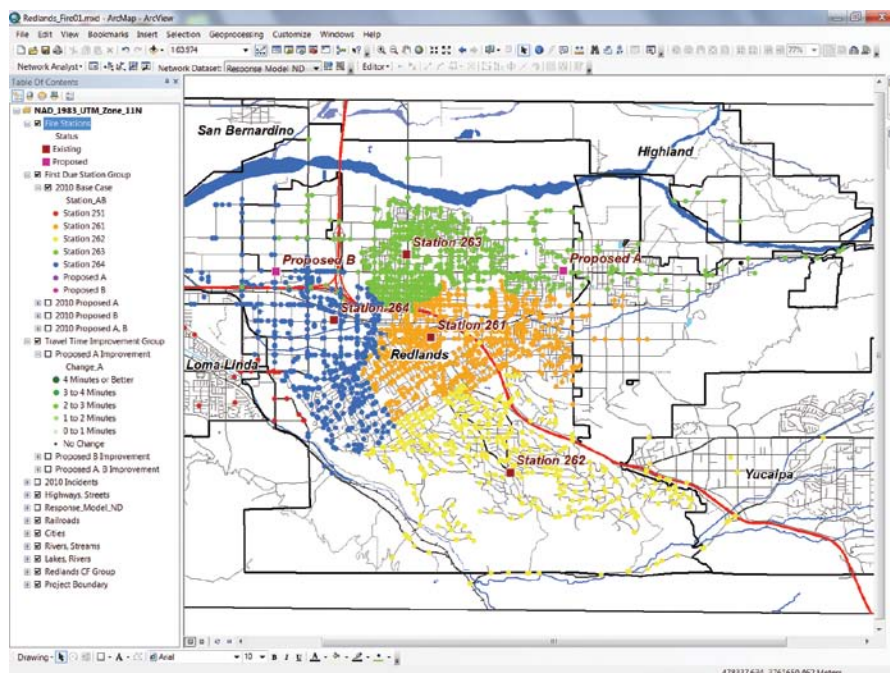 Redlands_Fire01.mxd - ArcMap - ArcView
File Edit View Bookmarks Insert Selection Geoprocessing Customize Windows Help
1:63,974
77%
Network Analyst Network Dataset: Response_Model_ND Editor
Table Of Contents
NAD_1983_UTM_Zone_11N
Fire Stations
Status
Existing
Proposed
First Due Station Group
2010 Base Case
Station_AB
Station 251
Station 261
Station 262
Station 263
Station 264
Proposed A
Proposed B
2010 Proposed A
2010 Proposed B
2010 Proposed A, B
Travel Time Improvement Group
Proposed A Improvement
Change_A
4 Minutes or Better
3 to 4 Minutes
2 to 3 Minutes
1 to 2 Minutes
0 to 1 Minutes
No Change
Proposed B Improvement
Proposed A, B Improvement
2010 Incidents
Highways, Streets
Response_Model_ND
Railroads
Cities
Rivers, Streams
Lakes, Rivers
Redlands CF Group
Project Boundary
San Bernardino
Highland
Station 263
Proposed B
Proposed A
Station 264
Station 261
Redlands
Loma Linda
Station 262
Yucaipa
Drawing Arial 10 B I U A